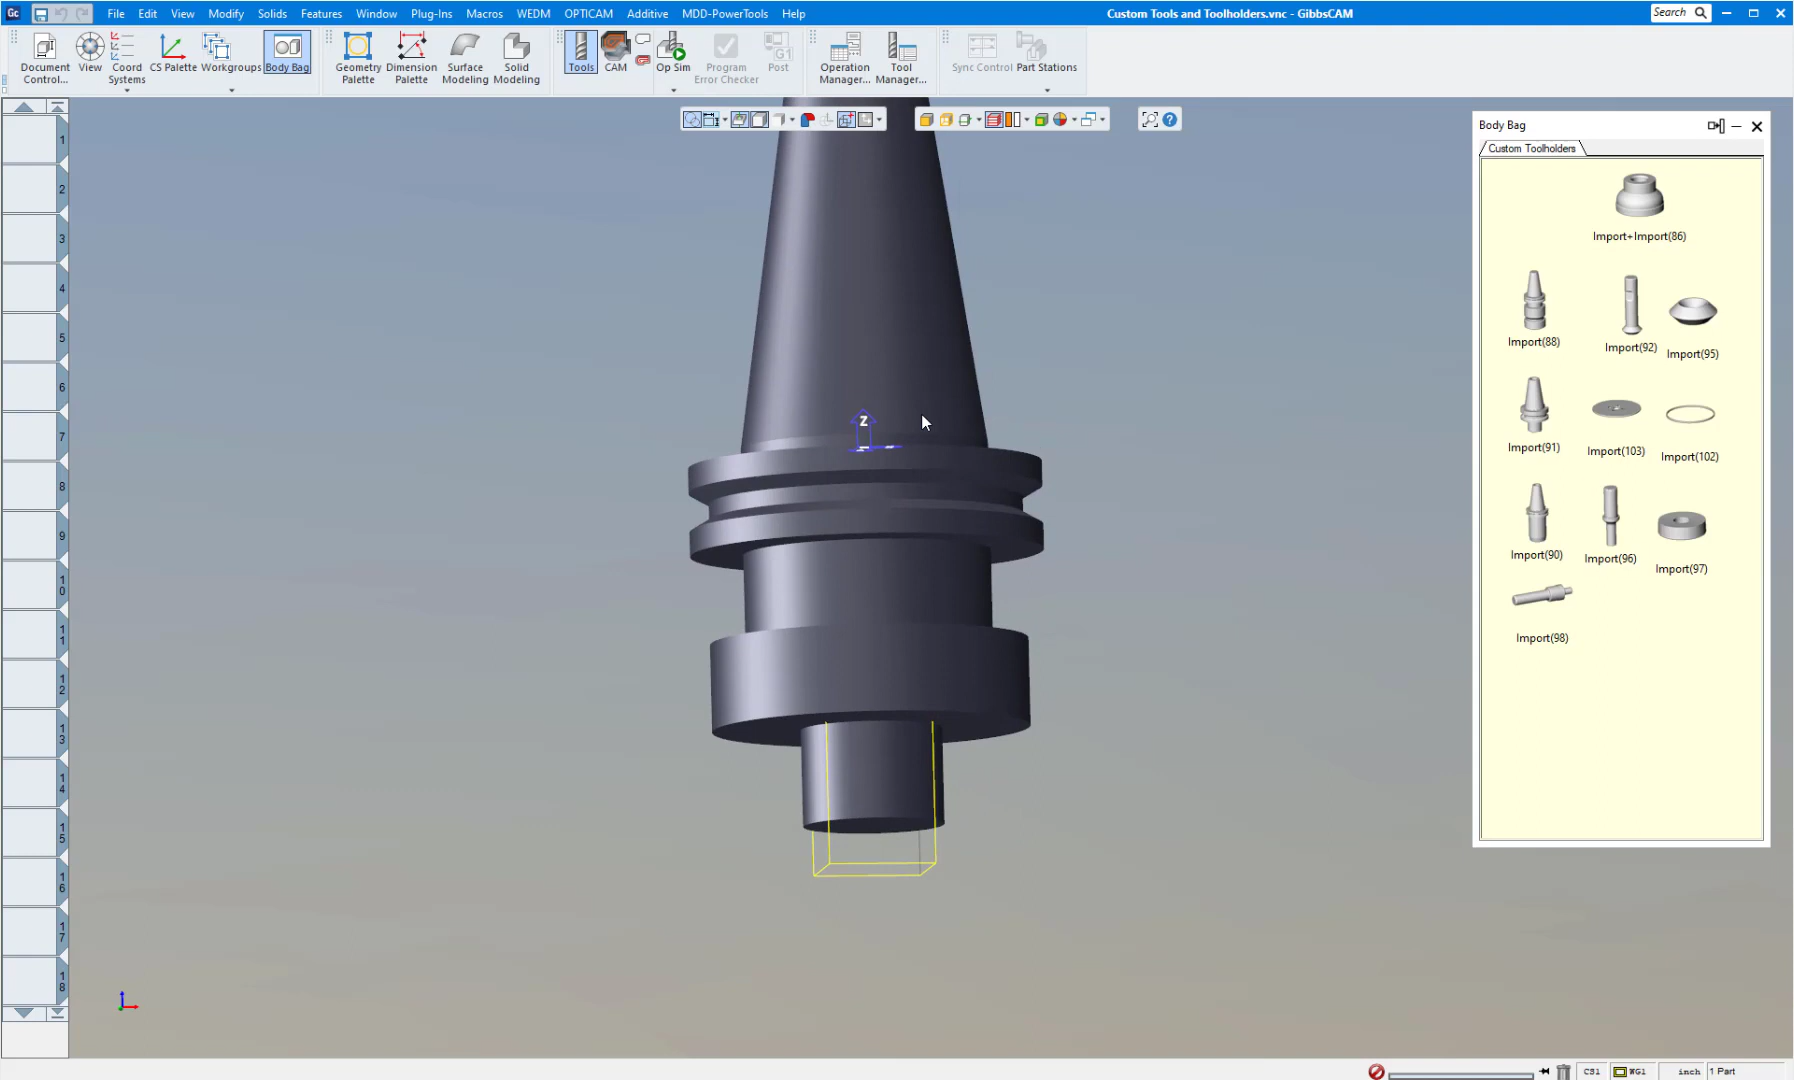 Gc File Edit View Modify Solids Features Window Plug-Ins Macros WEDM OPTICAM Additive MDD-PowerTools Help Custom Tools and Toolholders.vnc - GibbsCAM Search
Document Control...
View
Coord Systems
CS Palette
Workgroups
Body Bag
Geometry Palette
Dimension Palette
Surface Modeling
Solid Modeling
Tools
CAM
Op Sim
Program Error Checker
G1
Post
Operation Manager...
Tool Manager...
Sync Control
Part Stations
1
2
3
4
5
6
7
8
9
10
11
12
13
14
15
16
17
18
Z
Body Bag
Custom Toolholders
Import+Import(86)
Import(88)
Import(92)
Import(95)
Import(91)
Import(103)
Import(102)
Import(90)
Import(96)
Import(97)
Import(98)
CS1 WG1 inch 1 Part